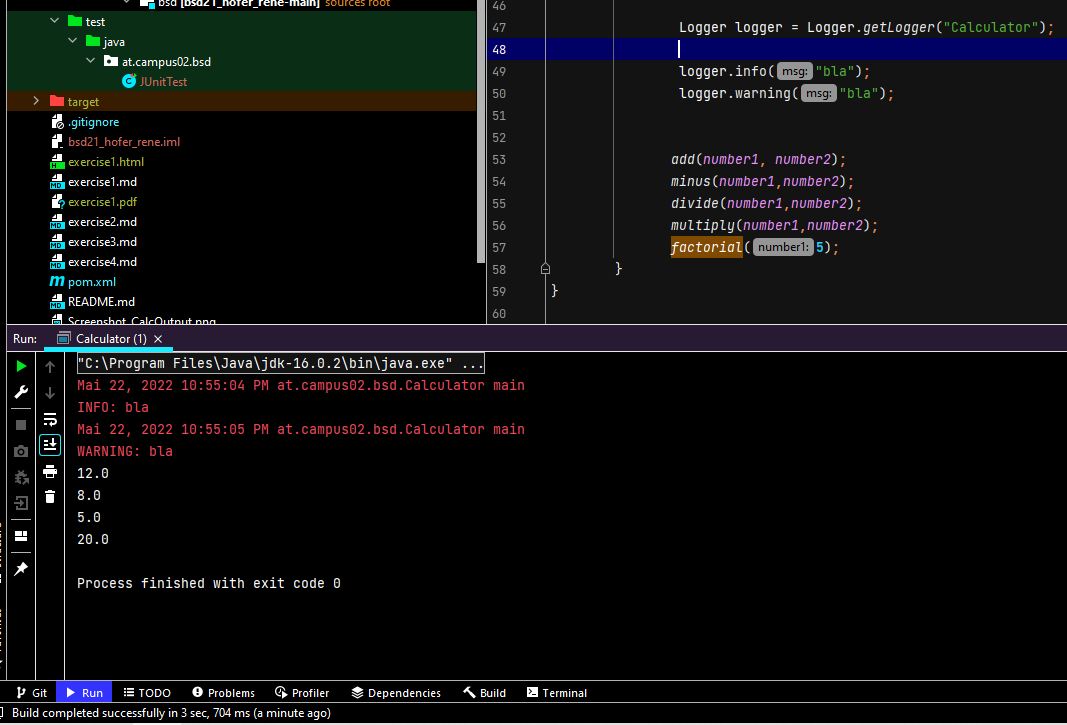 bsd [bsd21_hofer_rene-main] sources root
test
java
at.campus02.bsd
JUnitTest
target
.gitignore
bsd21_hofer_rene.iml
exercise1.html
exercise1.md
exercise1.pdf
exercise2.md
exercise3.md
exercise4.md
pom.xml
README.md
Screenshot_CalcOutput.png
46
47 Logger logger = Logger.getLogger("Calculator");
48
49 logger.info( msg: "bla");
50 logger.warning( msg: "bla");
51
52
53 add(number1, number2);
54 minus(number1,number2);
55 divide(number1,number2);
56 multiply(number1,number2);
57 factorial( number1: 5);
58 }
59 }
60
Run: Calculator (1) ×
"C:\Program Files\Java\jdk-16.0.2\bin\java.exe" ...
Mai 22, 2022 10:55:04 PM at.campus02.bsd.Calculator main
INFO: bla
Mai 22, 2022 10:55:05 PM at.campus02.bsd.Calculator main
WARNING: bla
12.0
8.0
5.0
20.0
Process finished with exit code 0
Git Run TODO Problems Profiler Dependencies Build Terminal
Build completed successfully in 3 sec, 704 ms (a minute ago)